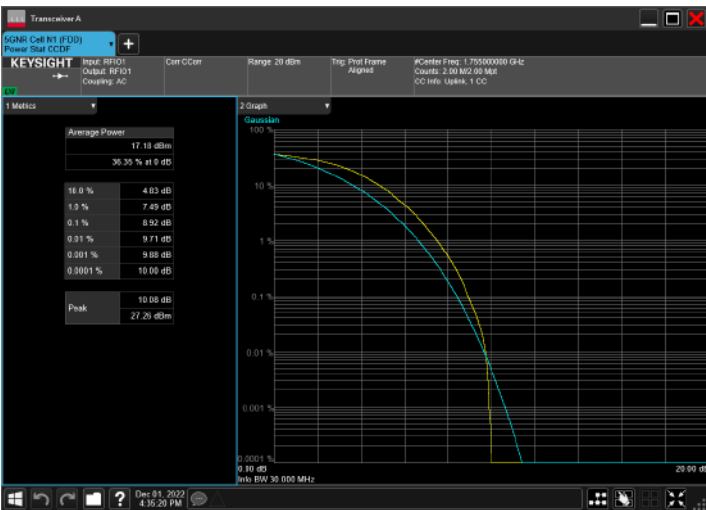 Transceiver A
5GNR Cell N1 (FDD)
Power Stat CCDF
KEYSIGHT
Input: RFIO1
Output: RFIO1
Coupling: AC
Corr CCorr
Range: 20 dBm
Trig: Prot Frame
Aligned
#Center Freq: 1.755000000 GHz
Counts: 2.00 M/2.00 Mpt
CC Info: Uplink, 1 CC
1 Metrics
2 Graph
Average Power
17.18 dBm
36.35 % at 0 dB
10.0 % 4.83 dB
1.0 % 7.49 dB
0.1 % 8.92 dB
0.01 % 9.71 dB
0.001 % 9.88 dB
0.0001 % 10.00 dB
Peak
10.08 dB
27.26 dBm
Gaussian
100 %
10 %
1 %
0.1 %
0.01 %
0.001 %
0.0001 %
0.00 dB
20.00 dB
Info BW 30.000 MHz
?
Dec 01, 2022
4:35:20 PM